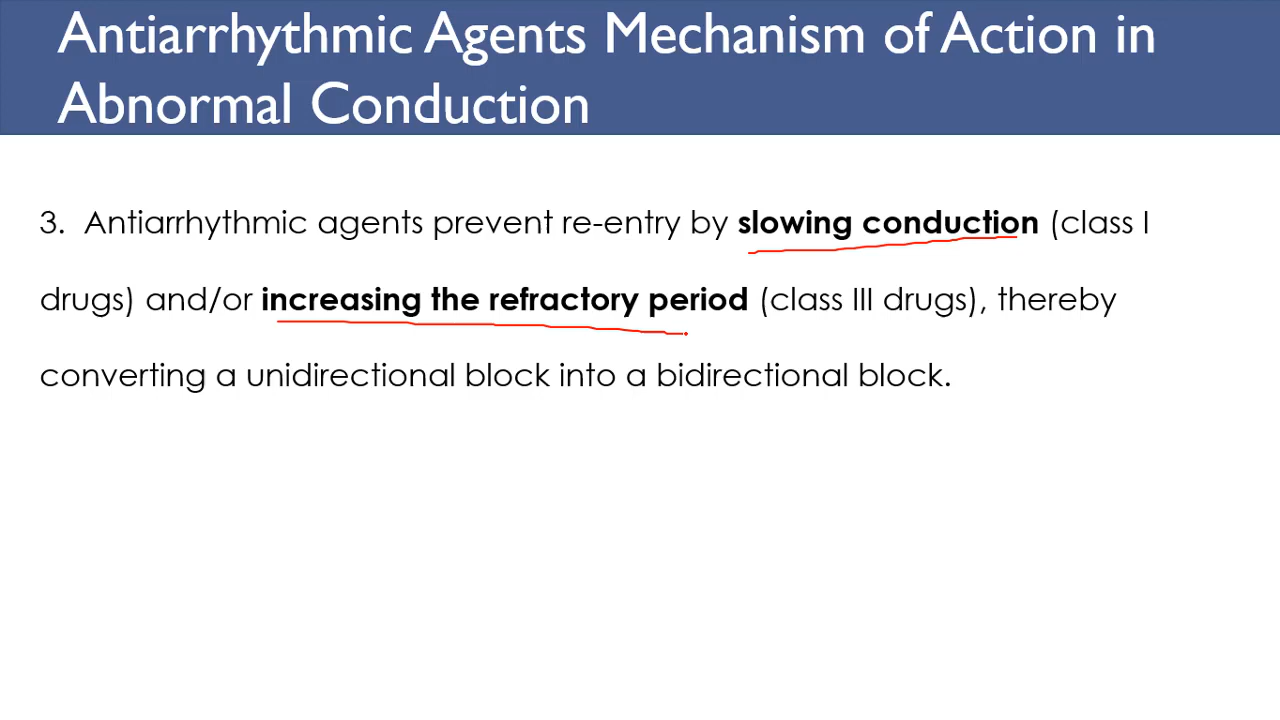 Antiarrhythmic Agents Mechanism of Action in
Abnormal Conduction
3. Antiarrhythmic agents prevent re-entry by slowing conduction (class I
drugs) and/or increasing the refractory period (class III drugs), thereby
converting a unidirectional block into a bidirectional block.